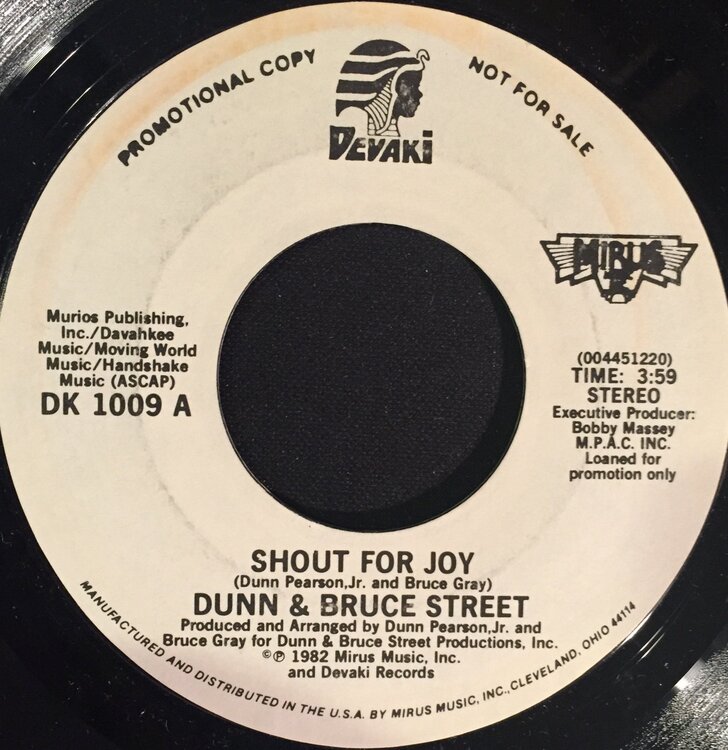 PROMOTIONAL COPY
NOT FOR SALE
DEVAKI
MIRUS
Murios Publishing,
Inc./Davahkee
Music/Moving World
Music/Handshake
Music (ASCAP)
DK 1009 A
(004451220)
TIME: 3:59
STEREO
Executive Producer:
Bobby Massey
M.P.A.C. INC.
Loaned for
promotion only
SHOUT FOR JOY
(Dunn Pearson,Jr. and Bruce Gray)
DUNN & BRUCE STREET
Produced and Arranged by Dunn Pearson,Jr. and
Bruce Gray for Dunn & Bruce Street Productions, Inc.
©℗ 1982 Mirus Music, Inc.
and Devaki Records
MANUFACTURED AND DISTRIBUTED IN THE U.S.A. BY MIRUS MUSIC, INC., CLEVELAND, OHIO 44114